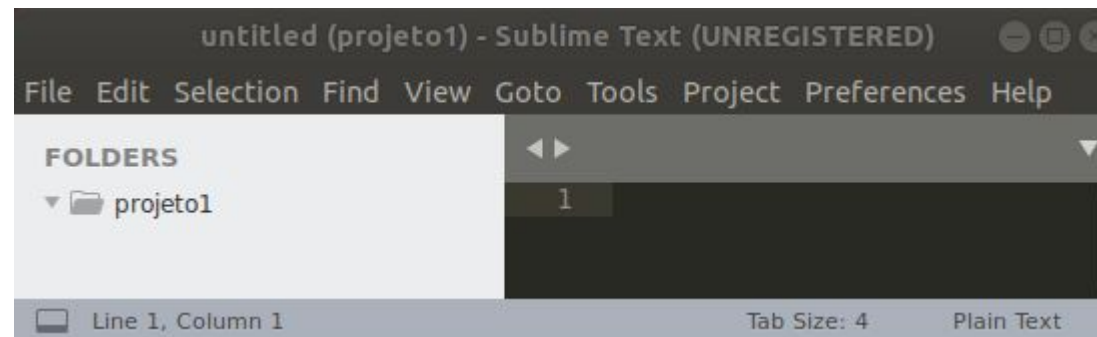 untitled (projeto1) - Sublime Text (UNREGISTERED)
File Edit Selection Find View Goto Tools Project Preferences Help
FOLDERS
projeto1
1
Line 1, Column 1 Tab Size: 4 Plain Text